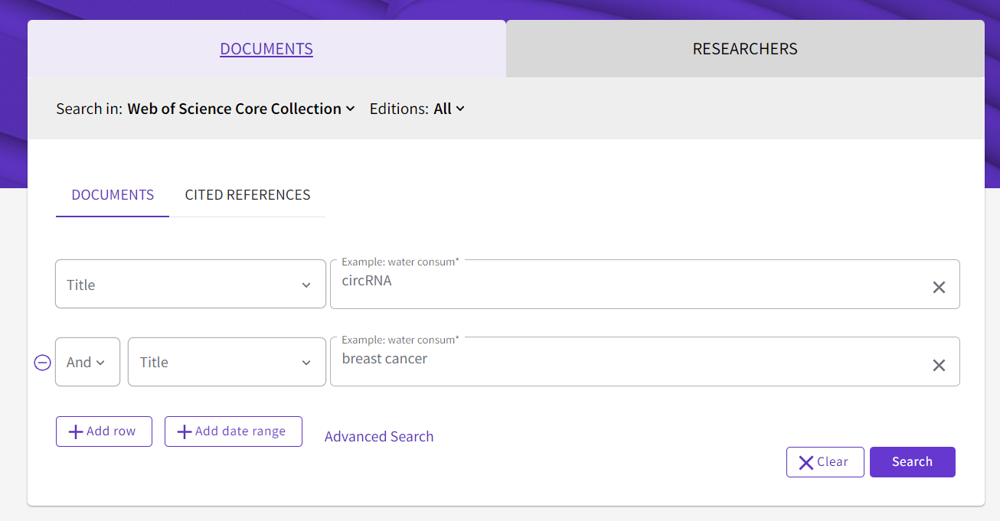 DOCUMENTS
RESEARCHERS
Search in: Web of Science Core Collection Editions: All
DOCUMENTS
CITED REFERENCES
Title
Example: water consum*
circRNA
And
Title
Example: water consum*
breast cancer
Add row
Add date range
Advanced Search
Clear
Search